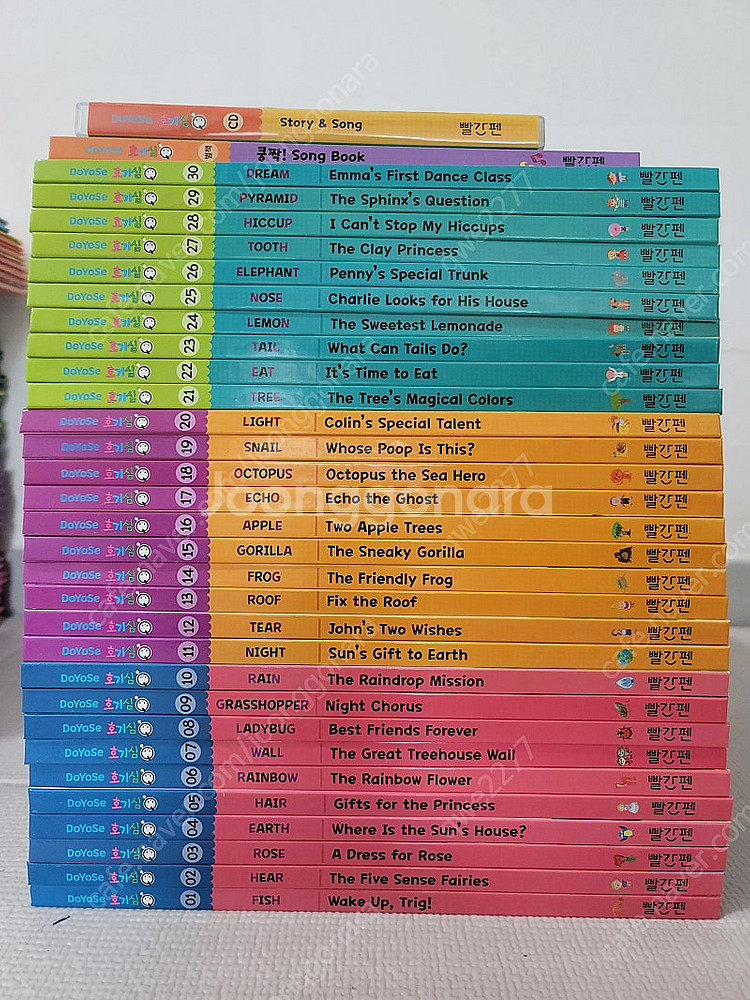 DoYoSe 호기심 CD Story & Song 빨간펜
DoYoSe 호기심 별책 쿵짝! Song Book 빨간펜
DoYoSe 호기심 30 DREAM Emma's First Dance Class 빨간펜
DoYoSe 호기심 29 PYRAMID The Sphinx's Question 빨간펜
DoYoSe 호기심 28 HICCUP I Can't Stop My Hiccups 빨간펜
DoYoSe 호기심 27 TOOTH The Clay Princess 빨간펜
DoYoSe 호기심 26 ELEPHANT Penny's Special Trunk 빨간펜
DoYoSe 호기심 25 NOSE Charlie Looks for His House 빨간펜
DoYoSe 호기심 24 LEMON The Sweetest Lemonade 빨간펜
DoYoSe 호기심 23 TAIL What Can Tails Do? 빨간펜
DoYoSe 호기심 22 EAT It's Time to Eat 빨간펜
DoYoSe 호기심 21 TREE The Tree's Magical Colors 빨간펜
DoYoSe 호기심 20 LIGHT Colin's Special Talent 빨간펜
DoYoSe 호기심 19 SNAIL Whose Poop Is This? 빨간펜
DoYoSe 호기심 18 OCTOPUS Octopus the Sea Hero 빨간펜
DoYoSe 호기심 17 ECHO Echo the Ghost 빨간펜
DoYoSe 호기심 16 APPLE Two Apple Trees 빨간펜
DoYoSe 호기심 15 GORILLA The Sneaky Gorilla 빨간펜
DoYoSe 호기심 14 FROG The Friendly Frog 빨간펜
DoYoSe 호기심 13 ROOF Fix the Roof 빨간펜
DoYoSe 호기심 12 TEAR John's Two Wishes 빨간펜
DoYoSe 호기심 11 NIGHT Sun's Gift to Earth 빨간펜
DoYoSe 호기심 10 RAIN The Raindrop Mission 빨간펜
DoYoSe 호기심 09 GRASSHOPPER Night Chorus 빨간펜
DoYoSe 호기심 08 LADYBUG Best Friends Forever 빨간펜
DoYoSe 호기심 07 WALL The Great Treehouse Wall 빨간펜
DoYoSe 호기심 06 RAINBOW The Rainbow Flower 빨간펜
DoYoSe 호기심 05 HAIR Gifts for the Princess 빨간펜
DoYoSe 호기심 04 EARTH Where Is the Sun's House? 빨간펜
DoYoSe 호기심 03 ROSE A Dress for Rose 빨간펜
DoYoSe 호기심 02 HEAR The Five Sense Fairies 빨간펜
DoYoSe 호기심 01 FISH Wake Up, Trig! 빨간펜
Joonggonara
cafe.naver.com/joonggonara